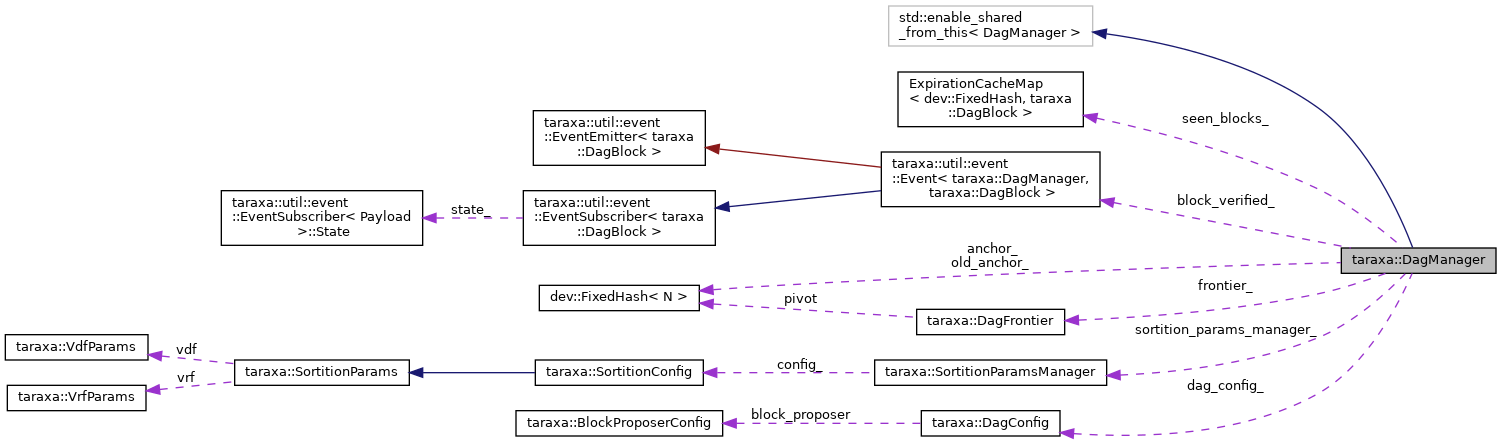 std::enable_shared
_from_this< DagManager >
ExpirationCacheMap
< dev::FixedHash, taraxa
::DagBlock >
seen_blocks_
taraxa::util::event
::EventEmitter< taraxa
::DagBlock >
taraxa::util::event
::Event< taraxa::DagManager,
taraxa::DagBlock >
block_verified_
taraxa::util::event
::EventSubscriber< Payload
>::State
state_
taraxa::util::event
::EventSubscriber< taraxa
::DagBlock >
taraxa::DagManager
anchor_
old_anchor_
dev::FixedHash< N >
pivot
frontier_
taraxa::DagFrontier
sortition_params_manager_
taraxa::VdfParams
vdf
taraxa::SortitionParams
taraxa::SortitionConfig
config_
taraxa::SortitionParamsManager
vrf
taraxa::VrfParams
dag_config_
taraxa::BlockProposerConfig
block_proposer
taraxa::DagConfig